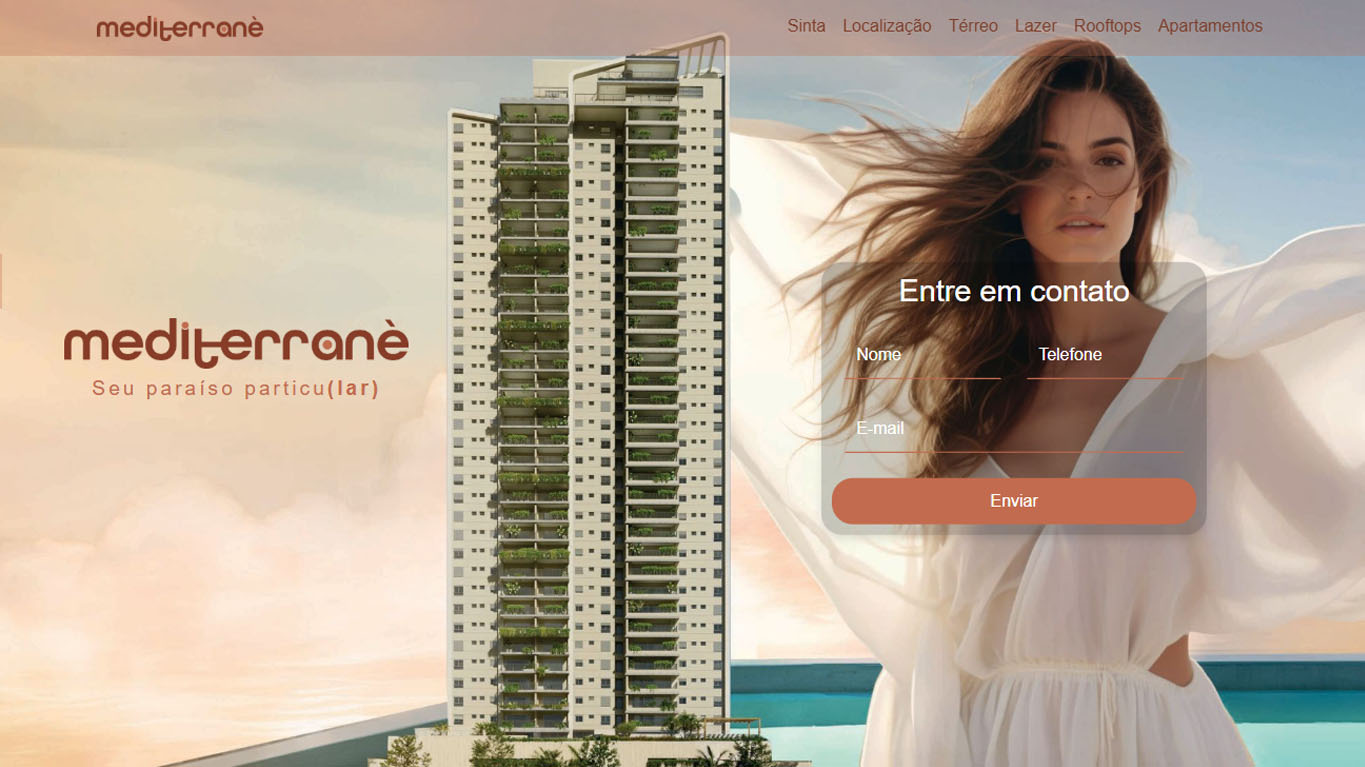 mediterranè
Sinta Localização Térreo Lazer Rooftops Apartamentos
mediterranè
Seu paraíso particu(lar)
Entre em contato
Nome Telefone
E-mail
Enviar